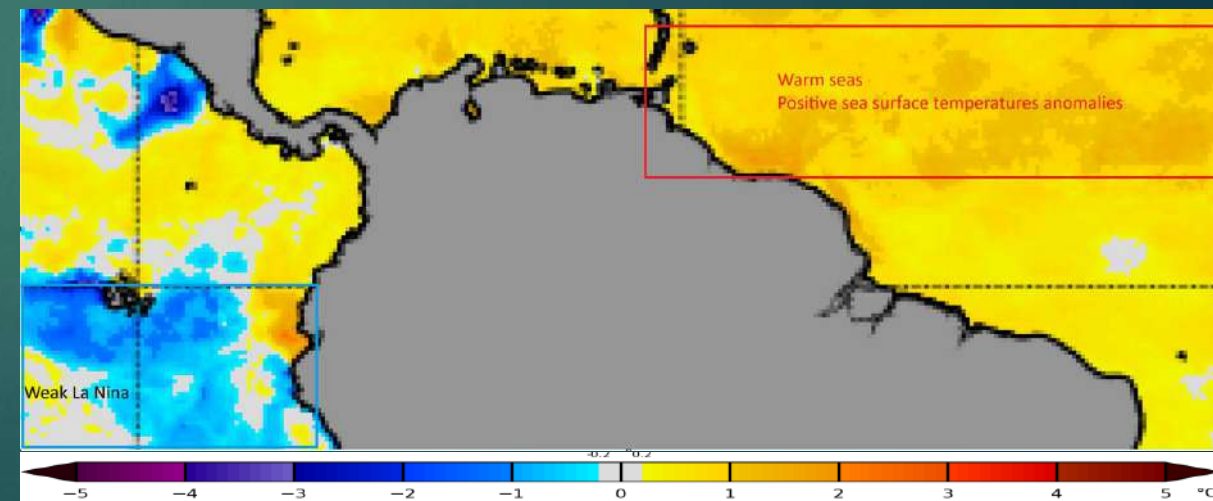 Warm seas
Positive sea surface temperatures anomalies
Weak La Nina
-0.2 0.2
-5 -4 -3 -2 -1 0 1 2 3 4 5 °C